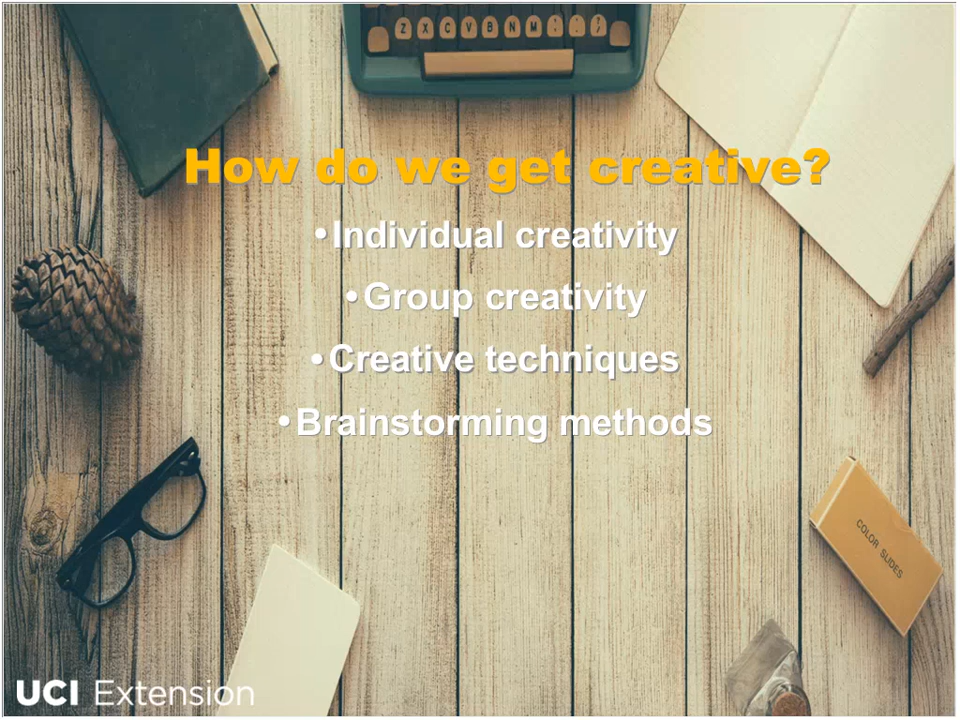 Z X C V B N M
How do we get creative?
•Individual creativity
•Group creativity
•Creative techniques
•Brainstorming methods
COLOR SLIDES
UCI Extension